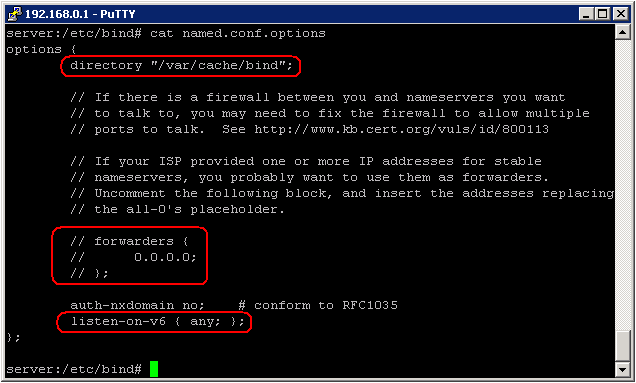 192.168.0.1 - PuTTY
server:/etc/bind# cat named.conf.options
options {
directory "/var/cache/bind";
// If there is a firewall between you and nameservers you want
// to talk to, you may need to fix the firewall to allow multiple
// ports to talk.  See http://www.kb.cert.org/vuls/id/800113
// If your ISP provided one or more IP addresses for stable
// nameservers, you probably want to use them as forwarders.
// Uncomment the following block, and insert the addresses replacing
// the all-0's placeholder.
// forwarders {
//      0.0.0.0;
// };
auth-nxdomain no;    # conform to RFC1035
listen-on-v6 { any; };
};
server:/etc/bind#